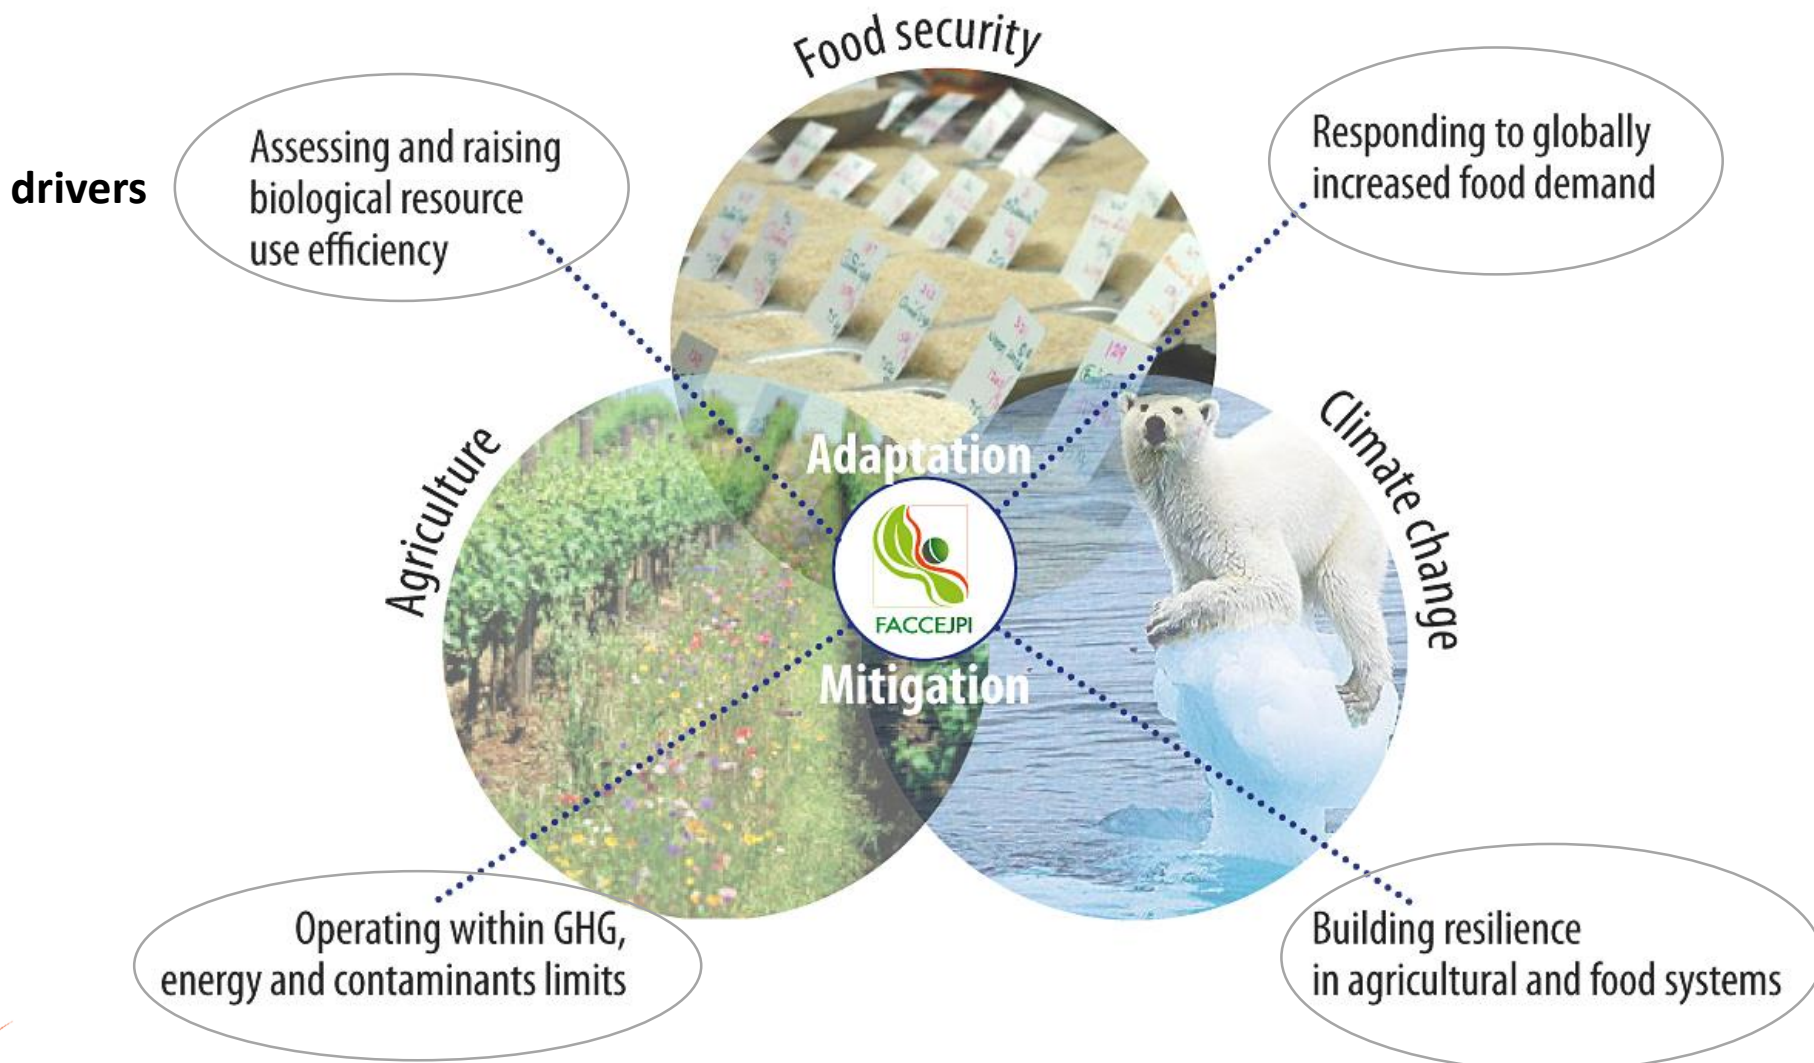 Food security
Assessing and raising
biological resource
use efficiency
drivers
Responding to globally
increased food demand
Agriculture
Climate change
Adaptation
FACCEJPI
Mitigation
Operating within GHG,
energy and contaminants limits
Building resilience
in agricultural and food systems
129